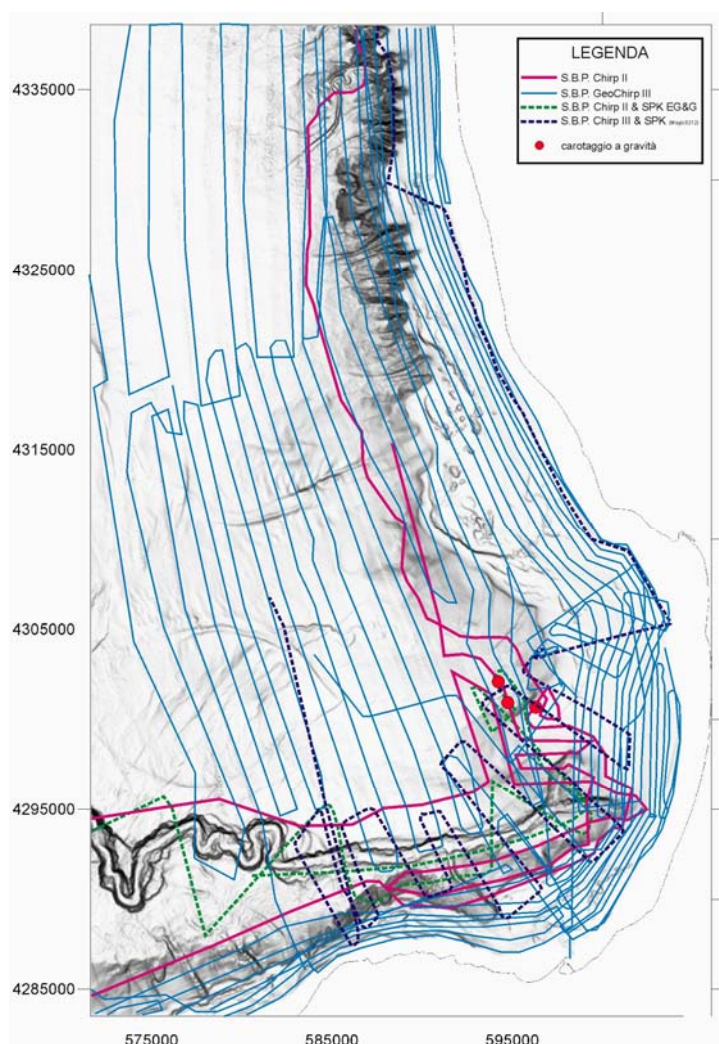 LEGENDA
S.B.P. Chirp II
S.B.P. GeoChirp III
S.B.P. Chirp II & SPK EG&G
S.B.P. Chirp III & SPK
carotaggio a gravità
4335000
4325000
4315000
4305000
4295000
4285000
575000 585000 595000